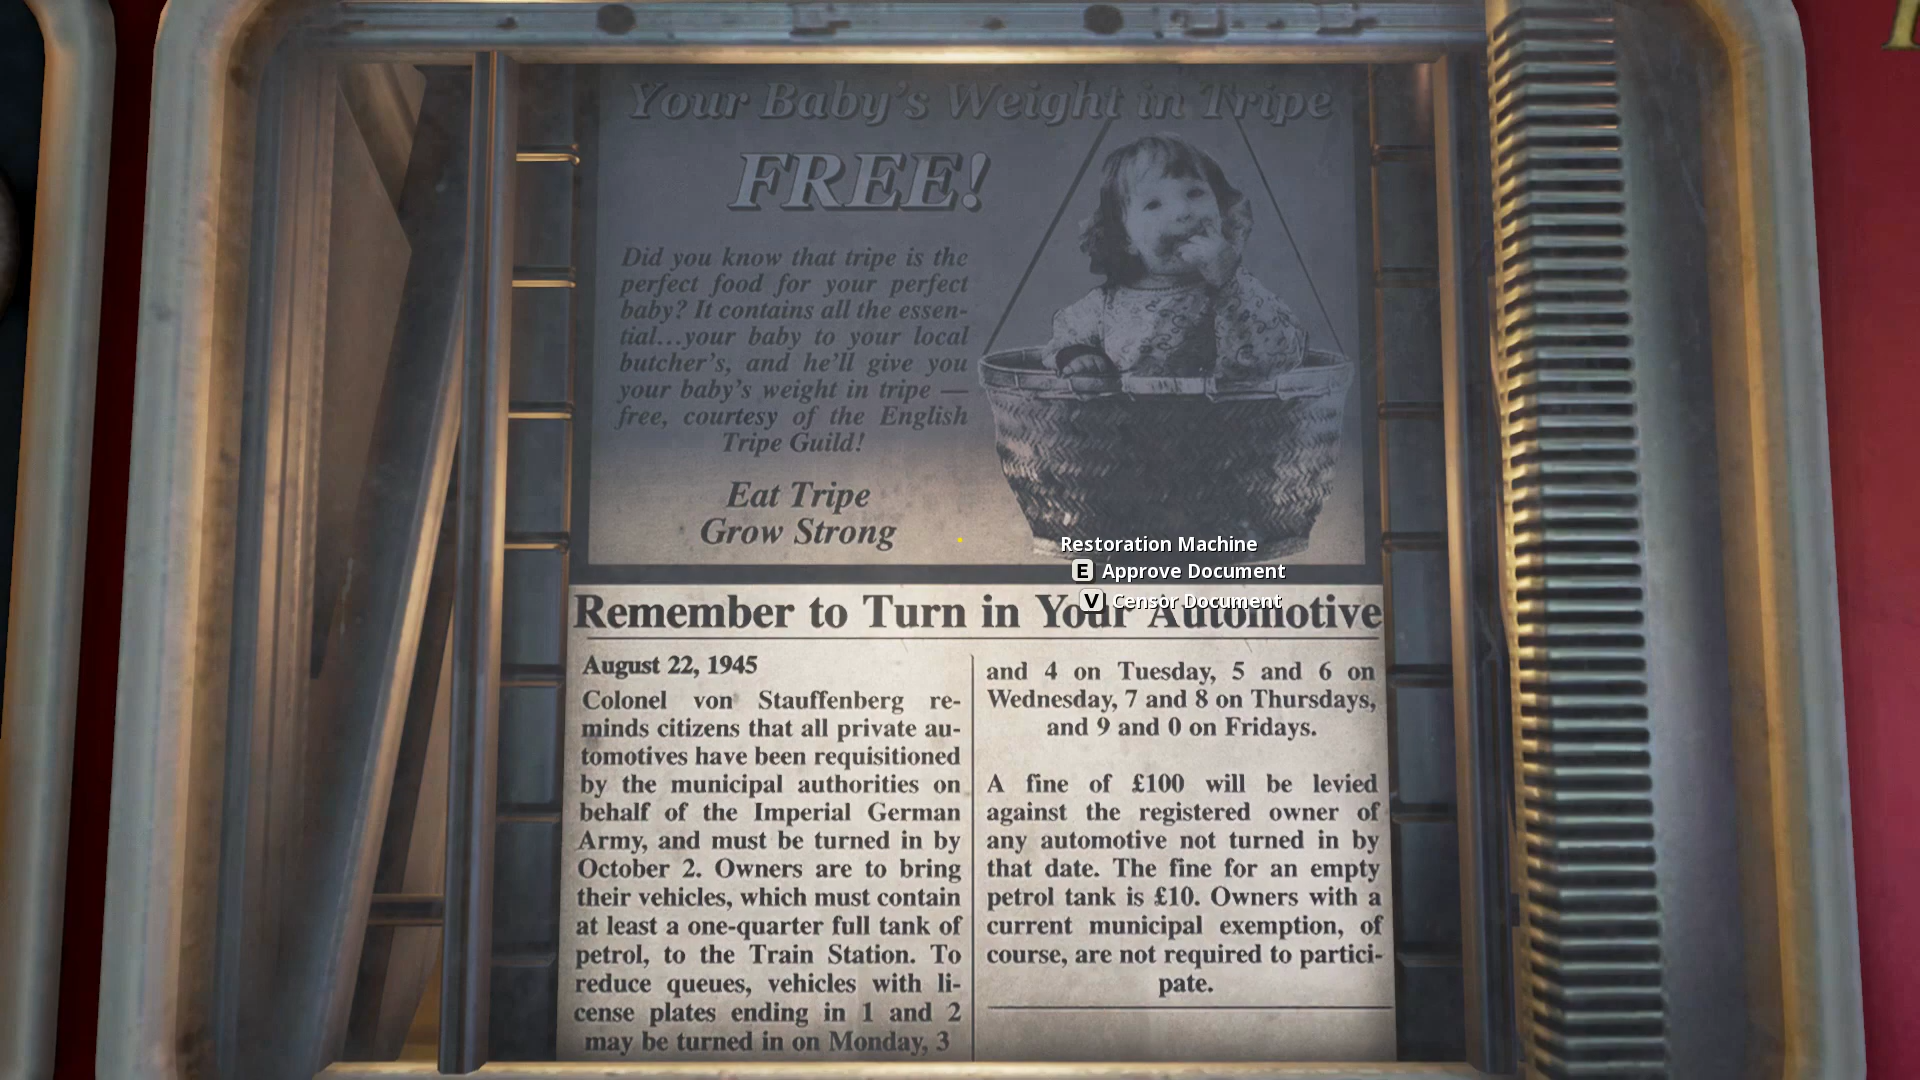 Your Baby's Weight in Tripe
FREE!
Did you know that tripe is the
perfect food for your perfect
baby? It contains all the essen-
tial...your baby to your local
butcher's, and he'll give you
your baby's weight in tripe —
free, courtesy of the English
Tripe Guild!
Eat Tripe
Grow Strong
Restoration Machine
E Approve Document
V Censor Document
Remember to Turn in Your Automotive
August 22, 1945
Colonel von Stauffenberg re-
minds citizens that all private au-
tomotives have been requisitioned
by the municipal authorities on
behalf of the Imperial German
Army, and must be turned in by
October 2. Owners are to bring
their vehicles, which must contain
at least a one-quarter full tank of
petrol, to the Train Station. To
reduce queues, vehicles with li-
cense plates ending in 1 and 2
may be turned in on Monday, 3
and 4 on Tuesday, 5 and 6 on
Wednesday, 7 and 8 on Thursdays,
and 9 and 0 on Fridays.
A fine of £100 will be levied
against the registered owner of
any automotive not turned in by
that date. The fine for an empty
petrol tank is £10. Owners with a
current municipal exemption, of
course, are not required to partici-
pate.